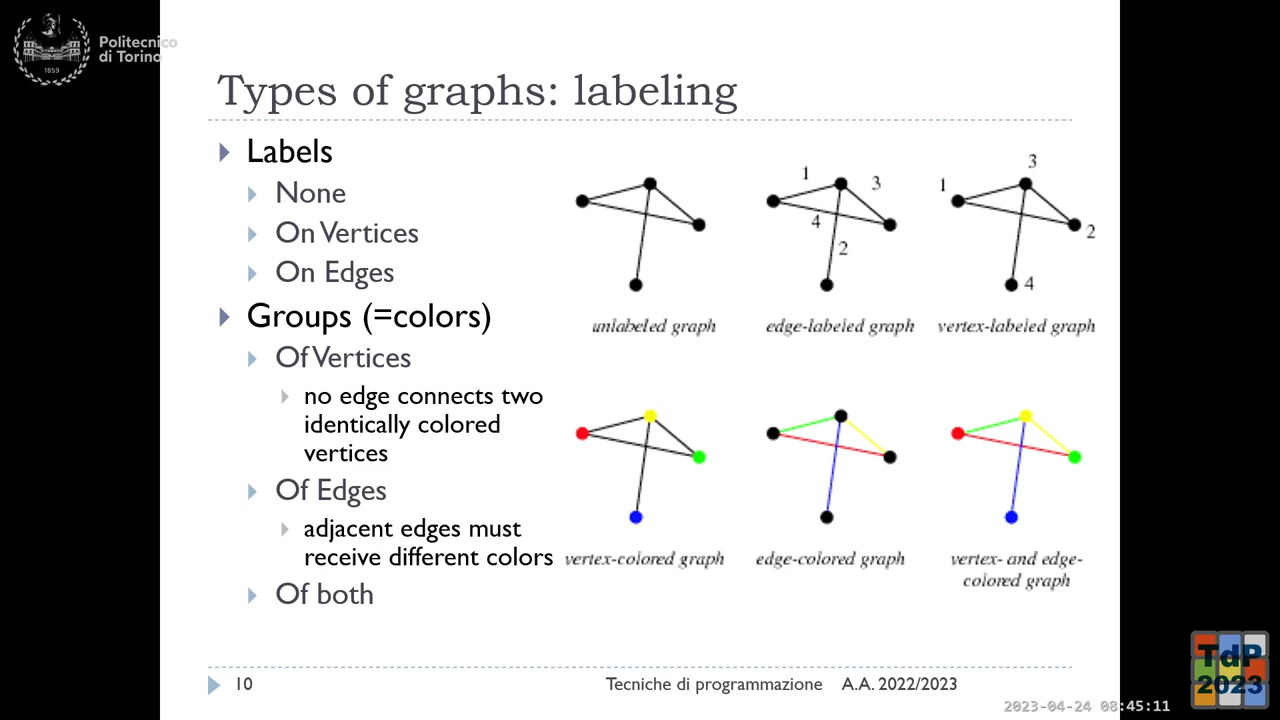 Politecnico
di Torino
1859
Types of graphs: labeling
Labels
None
On Vertices
On Edges
Groups (=colors)
Of Vertices
no edge connects two
identically colored
vertices
Of Edges
adjacent edges must
receive different colors
Of both
unlabeled graph
1
3
4
2
edge-labeled graph
3
1
2
4
vertex-labeled graph
vertex-colored graph
edge-colored graph
vertex- and edge-
colored graph
10
Tecniche di programmazione A.A. 2022/2023
TdP
2023
2023-04-24 08:45:11